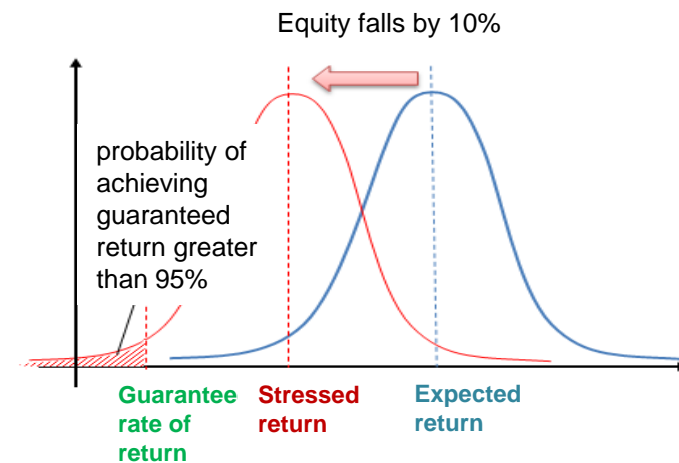 Equity falls by 10%
probability of
achieving
guaranteed
return greater
than 95%
Guarantee
rate of
return
Stressed
return
Expected
return